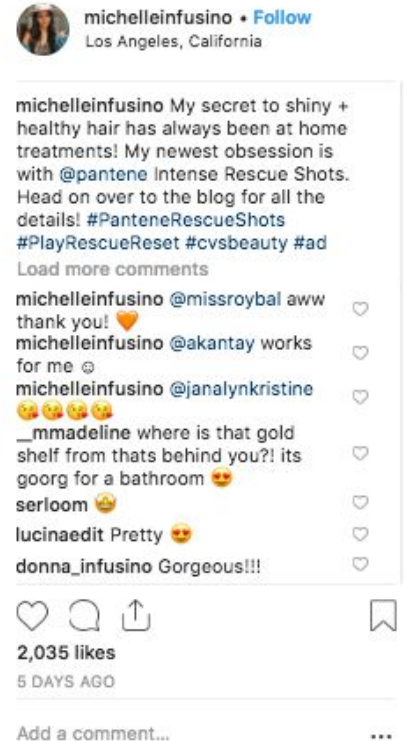 michelleinfusino • Follow
Los Angeles, California
michelleinfusino My secret to shiny +
healthy hair has always been at home
treatments! My newest obsession is
with @pantene Intense Rescue Shots.
Head on over to the blog for all the
details! #PanteneRescueShots
#PlayRescueReset #cvsbeauty #ad
Load more comments
michelleinfusino @missroybal aww
thank you! 🧡
michelleinfusino @akantay works
for me ☺
michelleinfusino @janalynkristine
😘😘😘😘
__mmadeline where is that gold
shelf from thats behind you?! its
goorg for a bathroom 😍
serloom 🤩
lucinaedit Pretty 😍
donna_infusino Gorgeous!!!
2,035 likes
5 DAYS AGO
Add a comment...